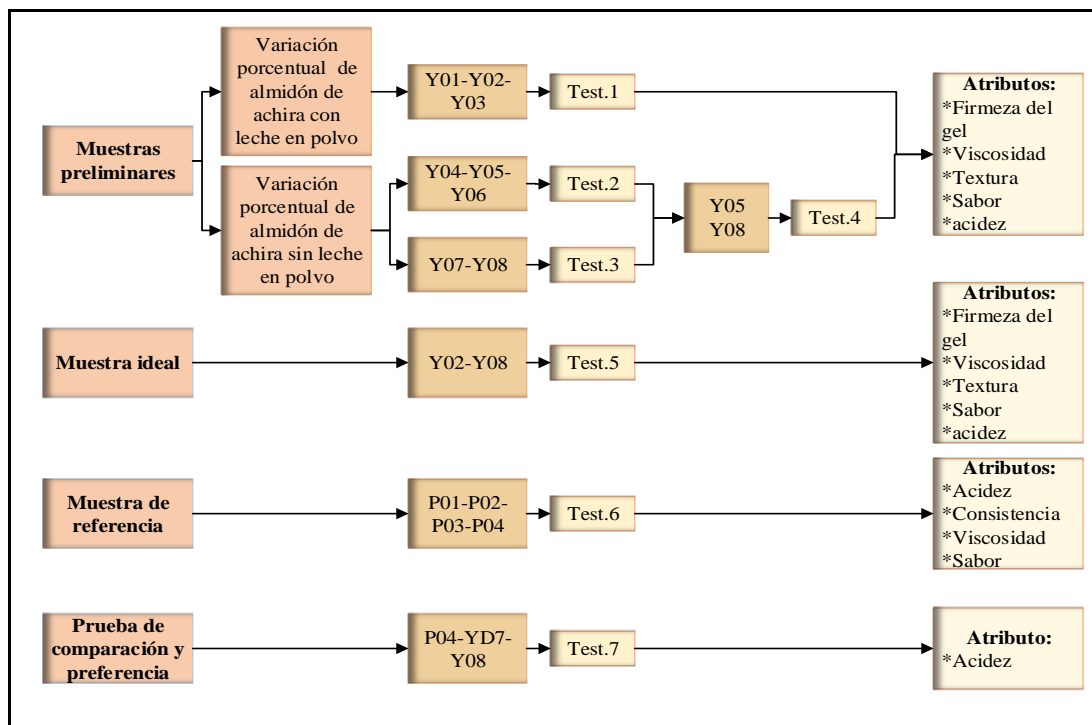 Muestras
preliminares
Variación
porcentual de
almidón de
achira con
leche en polvo
Y01-Y02-
Y03
Test.1
Variación
porcentual de
almidón de
achira sin leche
en polvo
Y04-Y05-
Y06
Test.2
Y07-Y08
Test.3
Y05
Y08
Test.4
Atributos:
*Firmeza del
gel
*Viscosidad
*Textura
*Sabor
*acidez
Muestra ideal
Y02-Y08
Test.5
Atributos:
*Firmeza del
gel
*Viscosidad
*Textura
*Sabor
*acidez
Muestra de
referencia
P01-P02-
P03-P04
Test.6
Atributos:
*Acidez
*Consistencia
*Viscosidad
*Sabor
Prueba de
comparación y
preferencia
P04-YD7-
Y08
Test.7
Atributo:
*Acidez